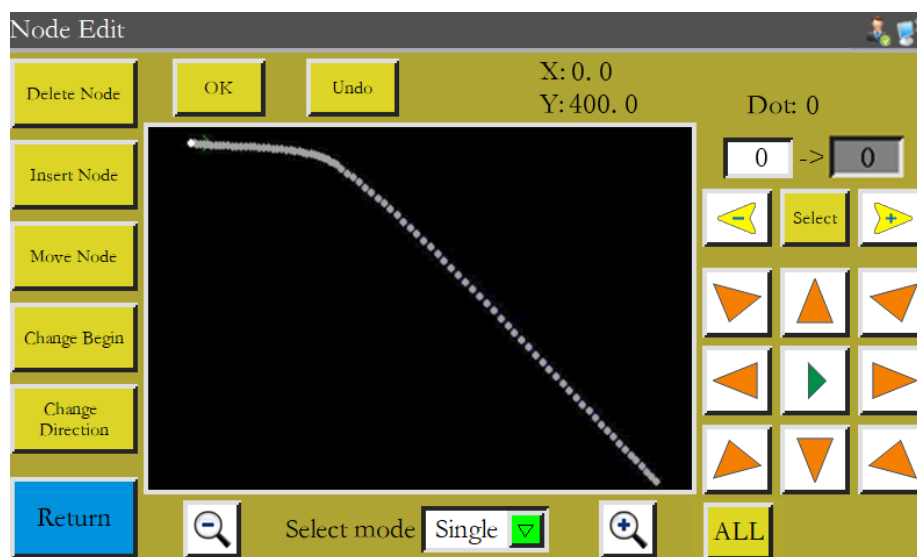 Node Edit
Delete Node
OK
Undo
X: 0. 0
Y: 400. 0
Dot: 0
0 -> 0
Insert Node
- Select +
Move Node
Change Begin
Change
Direction
Return
Select mode Single
ALL